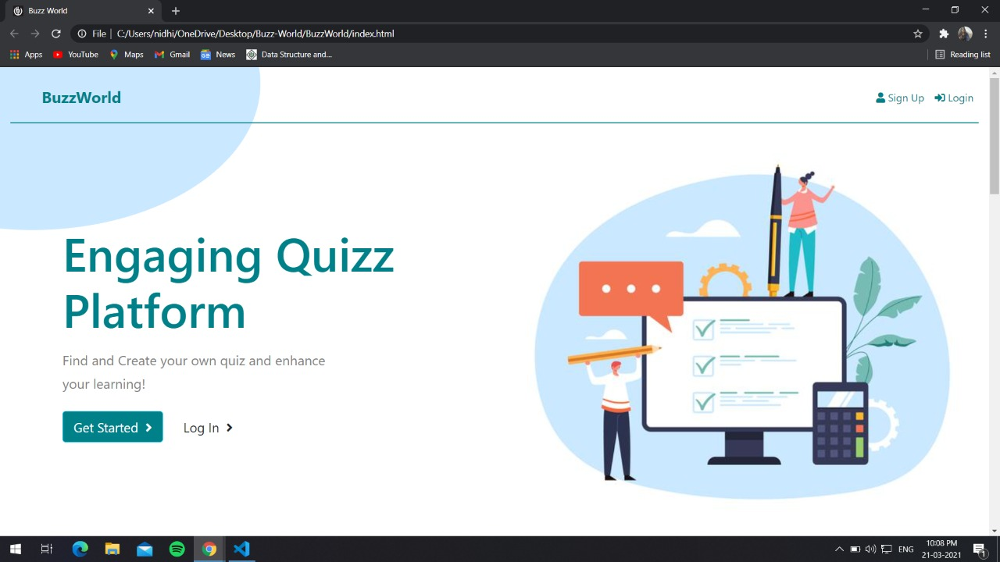 Buzz World
File | C:/Users/nidhi/OneDrive/Desktop/Buzz-World/BuzzWorld/index.html
Apps YouTube Maps Gmail News Data Structure and... Reading list
BuzzWorld Sign Up Login
Engaging Quizz
Platform
Find and Create your own quiz and enhance
your learning!
Get Started Log In
ENG 10:08 PM
21-03-2021
1